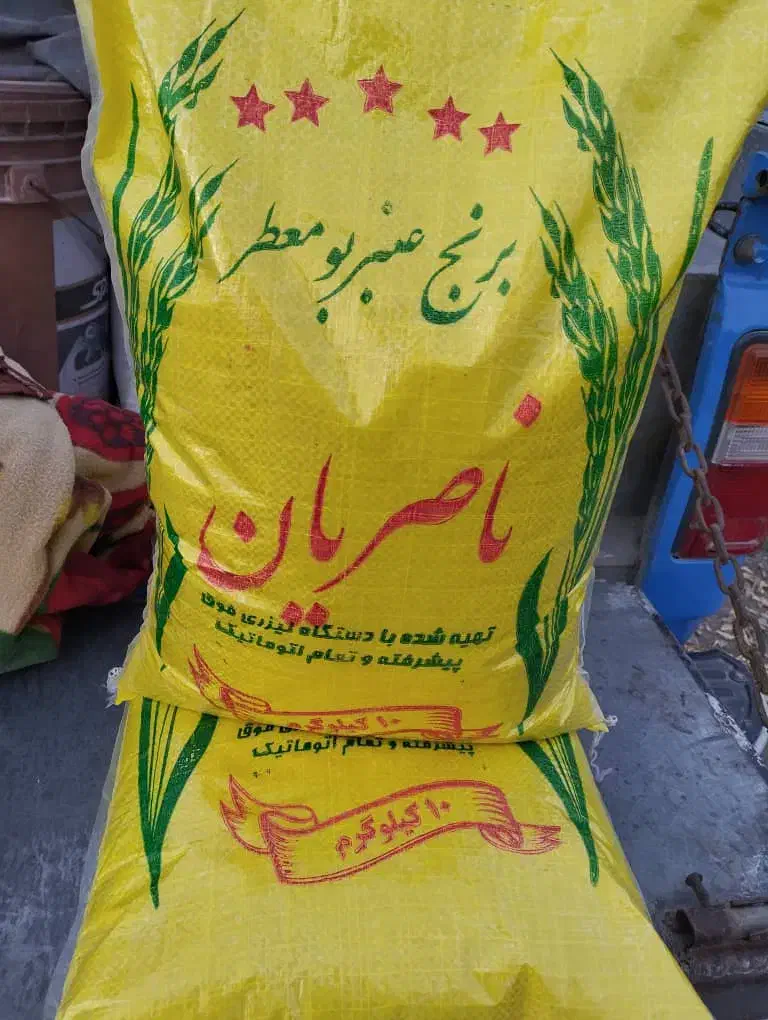 برنج عنبربو معطر
ناصریان
تهیه شده با دستگاه لیزری فوق
پیشرفته و تمام اتوماتیک
۱۰ کیلوگرم
فوق
پیشرفته و تمام اتوماتیک
۱۰ کیلوگرم